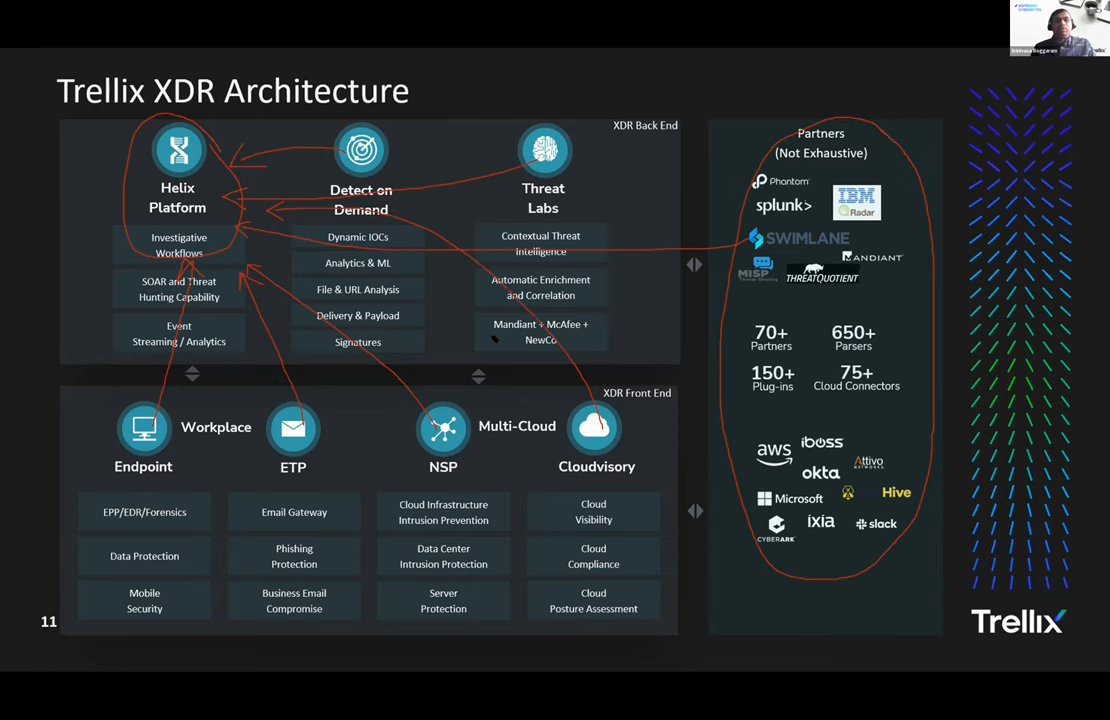 Srinivasa Boggaram
Trellix XDR Architecture
XDR Back End
Helix
Platform
Investigative
Workflows
SOAR and Threat
Hunting Capability
Event
Streaming / Analytics
Detect on
Demand
Dynamic IOCs
Analytics & ML
File & URL Analysis
Delivery & Payload
Signatures
Threat
Labs
Contextual Threat
Intelligence
Automatic Enrichment
and Correlation
Mandiant + McAfee +
NewCo
XDR Front End
Workplace
Multi-Cloud
Endpoint
EPP/EDR/Forensics
Data Protection
Mobile
Security
ETP
Email Gateway
Phishing
Protection
Business Email
Compromise
NSP
Cloud Infrastructure
Intrusion Prevention
Data Center
Intrusion Protection
Server
Protection
Cloudvisory
Cloud
Visibility
Cloud
Compliance
Cloud
Posture Assessment
Partners
(Not Exhaustive)
Phantom
splunk>
IBM
QRadar
SWIMLANE
MANDIANT
MISP
Threat Sharing
THREATQUOTIENT
70+
Partners
650+
Parsers
150+
Plug-ins
75+
Cloud Connectors
aws
iboss
Attivo
NETWORKS
okta
Microsoft
Hive
CYBERARK
ixia
slack
11
Trellix